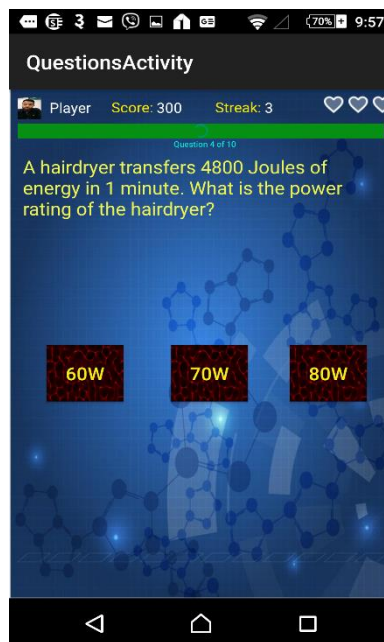 70% 9:57
QuestionsActivity
Player Score: 300 Streak: 3
Question 4 of 10
A hairdryer transfers 4800 Joules of
energy in 1 minute. What is the power
rating of the hairdryer?
60W 70W 80W